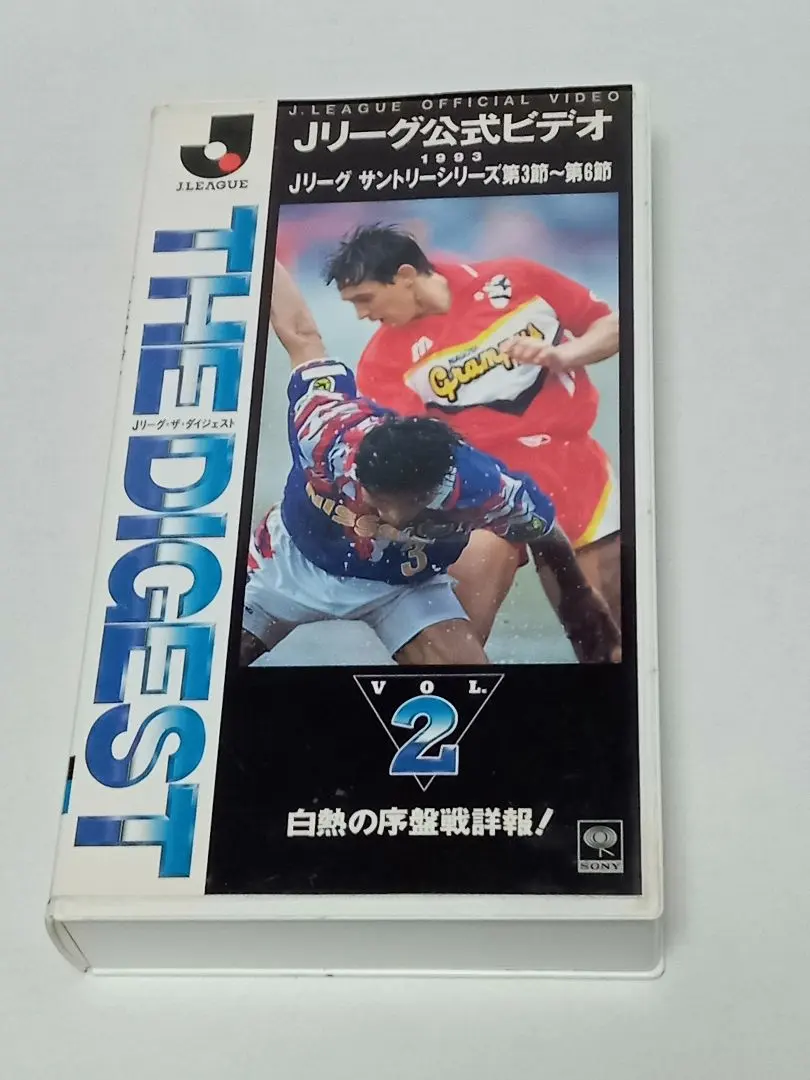 J.LEAGUE OFFICIAL VIDEO
Jリーグ公式ビデオ
1993
Jリーグ サントリーシリーズ第3節〜第6節
J.LEAGUE
THE DIGEST
Jリーグ・ザ・ダイジェスト
NAGOYA
Grampus
NISSAN
3
VOL.
2
白熱の序盤戦詳報!
SONY